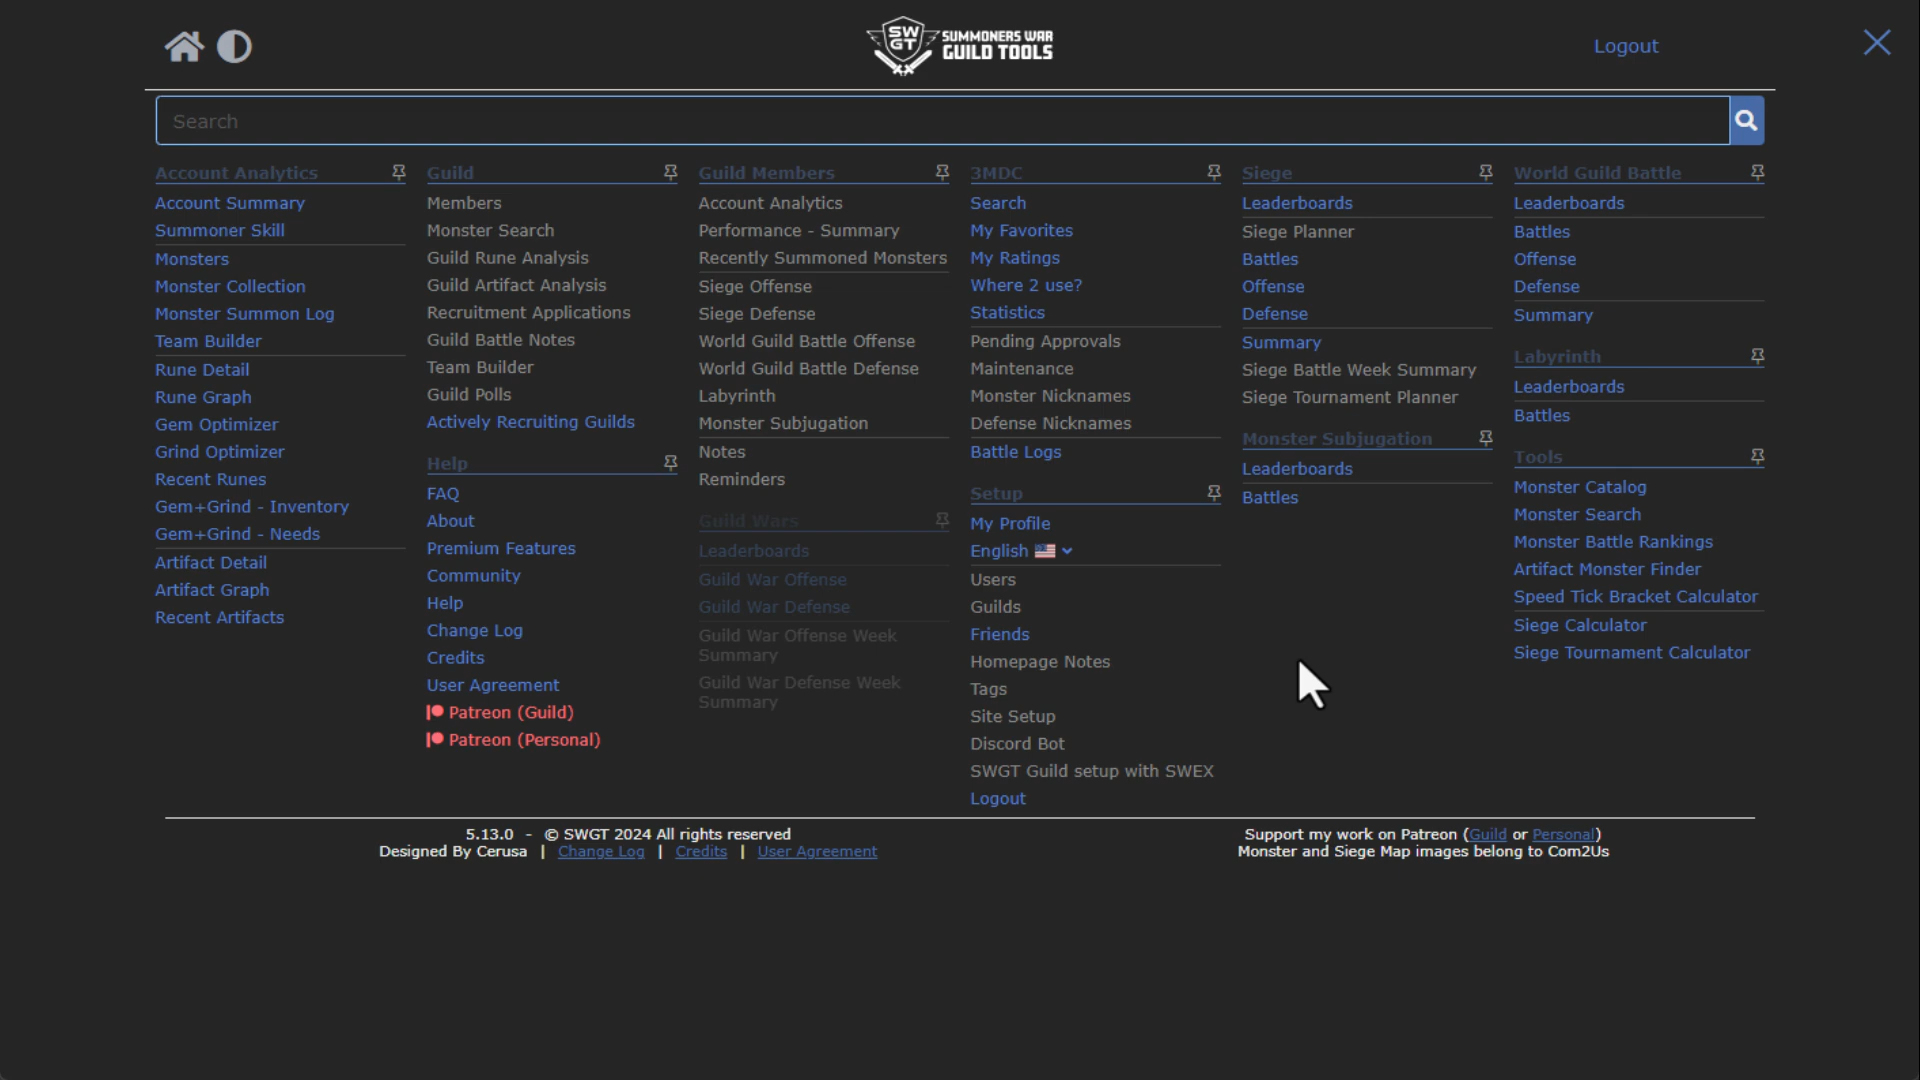 SW
GT
SUMMONERS WAR
GUILD TOOLS
Logout
Search
Account Analytics
Account Summary
Summoner Skill
Monsters
Monster Collection
Monster Summon Log
Team Builder
Rune Detail
Rune Graph
Gem Optimizer
Grind Optimizer
Recent Runes
Gem+Grind - Inventory
Gem+Grind - Needs
Artifact Detail
Artifact Graph
Recent Artifacts
Guild
Members
Monster Search
Guild Rune Analysis
Guild Artifact Analysis
Recruitment Applications
Guild Battle Notes
Team Builder
Guild Polls
Actively Recruiting Guilds
Help
FAQ
About
Premium Features
Community
Help
Change Log
Credits
User Agreement
Patreon (Guild)
Patreon (Personal)
Guild Members
Account Analytics
Performance - Summary
Recently Summoned Monsters
Siege Offense
Siege Defense
World Guild Battle Offense
World Guild Battle Defense
Labyrinth
Monster Subjugation
Notes
Reminders
Guild Wars
Leaderboards
Guild War Offense
Guild War Defense
Guild War Offense Week
Summary
Guild War Defense Week
Summary
3MDC
Search
My Favorites
My Ratings
Where 2 use?
Statistics
Pending Approvals
Maintenance
Monster Nicknames
Defense Nicknames
Battle Logs
Setup
My Profile
English
Users
Guilds
Friends
Homepage Notes
Tags
Site Setup
Discord Bot
SWGT Guild setup with SWEX
Logout
Siege
Leaderboards
Siege Planner
Battles
Offense
Defense
Summary
Siege Battle Week Summary
Siege Tournament Planner
Monster Subjugation
Leaderboards
Battles
World Guild Battle
Leaderboards
Battles
Offense
Defense
Summary
Labyrinth
Leaderboards
Battles
Tools
Monster Catalog
Monster Search
Monster Battle Rankings
Artifact Monster Finder
Speed Tick Bracket Calculator
Siege Calculator
Siege Tournament Calculator
5.13.0 - © SWGT 2024 All rights reserved
Designed By Cerusa | Change Log | Credits | User Agreement
Support my work on Patreon (Guild or Personal)
Monster and Siege Map images belong to Com2Us